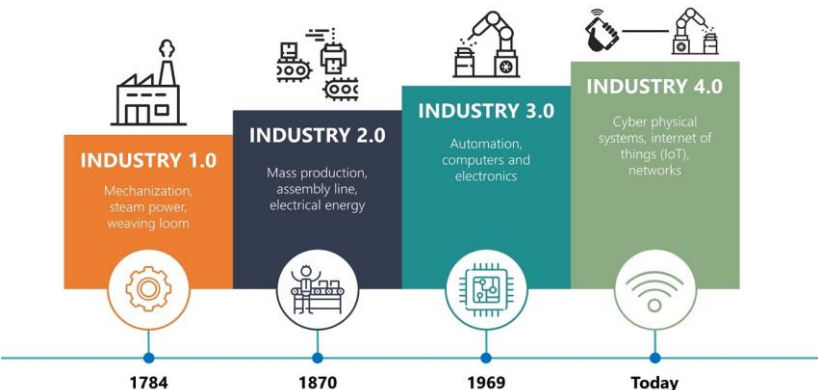 INDUSTRY 1.0
Mechanization,
steam power,
weaving loom
INDUSTRY 2.0
Mass production,
assembly line,
electrical energy
INDUSTRY 3.0
Automation,
computers and
electronics
INDUSTRY 4.0
Cyber physical
systems, internet of
things (IoT),
networks
1784
1870
1969
Today